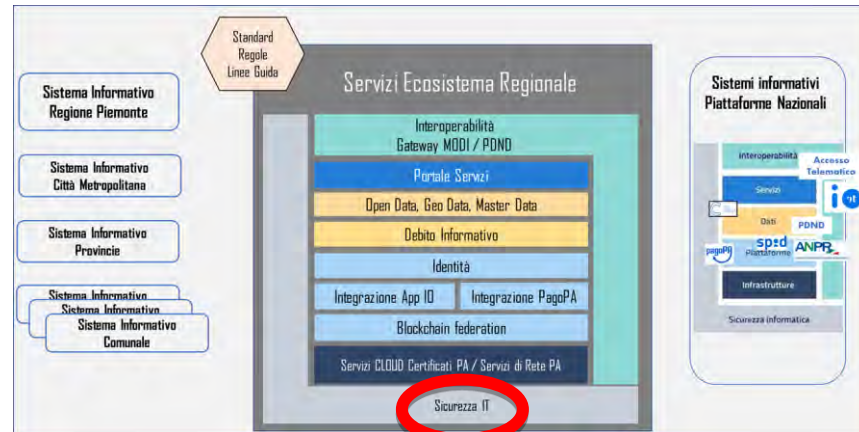 Standard
Regole
Linee Guida
Sistema Informativo
Regione Piemonte
Sistema Informativo
Città Metropolitana
Sistema Informativo
Provincie
Sistema Informativo
Sistema Informativo
Sistema Informativo
Comunale
Servizi Ecosistema Regionale
Interoperabilità
Gateway MODI / PDND
Portale Servizi
Open Data, Geo Data, Master Data
Debito Informativo
Identità
Integrazione App IO
Integrazione PagoPA
Blockchain federation
Servizi CLOUD Certificati PA / Servizi di Rete PA
Sicurezza IT
Sistemi informativi
Piattaforme Nazionali
Interoperabilità
Accesso
Telematico
Servizi
Dati
PDND
pagoPA
spid
ANPR
Piattaforme
Infrastrutture
Sicurezza informatica